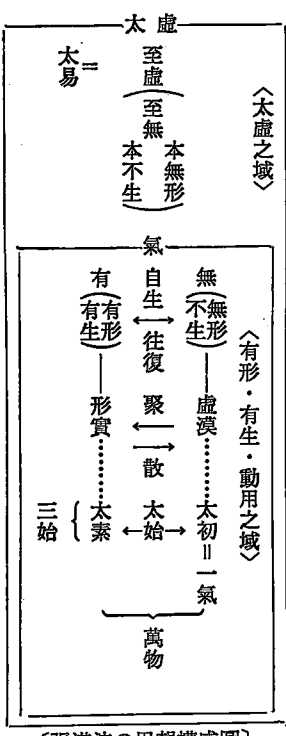 太虛
〈太虛之域〉
至虛（至無 本無形 本不生）
＝
太易
氣
〈有形・有生・動用之域〉
無（無形 不生）——虛漠……太初＝一氣
自生 ←→ 往復 聚 ← → 散 ←太始→
有（有形 有生）——形實……太素
三始
萬物